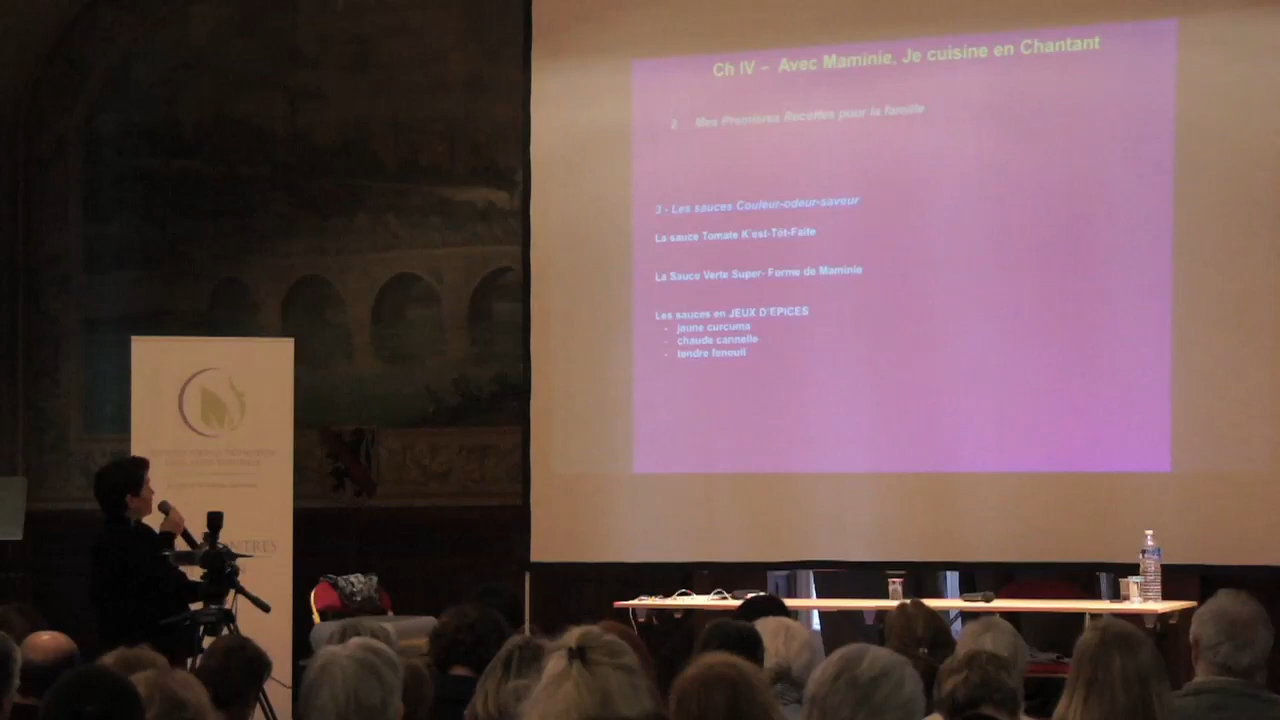 Ch IV – Avec Maminie, Je cuisine en Chantant
2 Mes Premières Recettes pour la famille
3 - Les sauces Couleur-odeur-saveur
La sauce Tomate K'est-Tôt-Faite
La Sauce Verte Super- Forme de Maminie
Les sauces en JEUX D'EPICES
- jaune curcuma
- chaude cannelle
- tendre fenouil